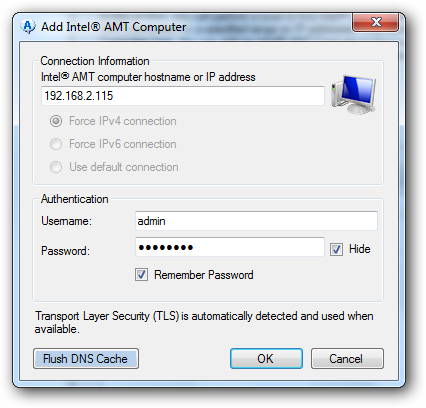 Add Intel® AMT Computer
Connection Information
Intel® AMT computer hostname or IP address
192.168.2.115
Force IPv4 connection
Force IPv6 connection
Use default connection
Authentication
Username: admin
Password: ●●●●●●●● Hide
Remember Password
Transport Layer Security (TLS) is automatically detected and used when
available.
Flush DNS Cache OK Cancel